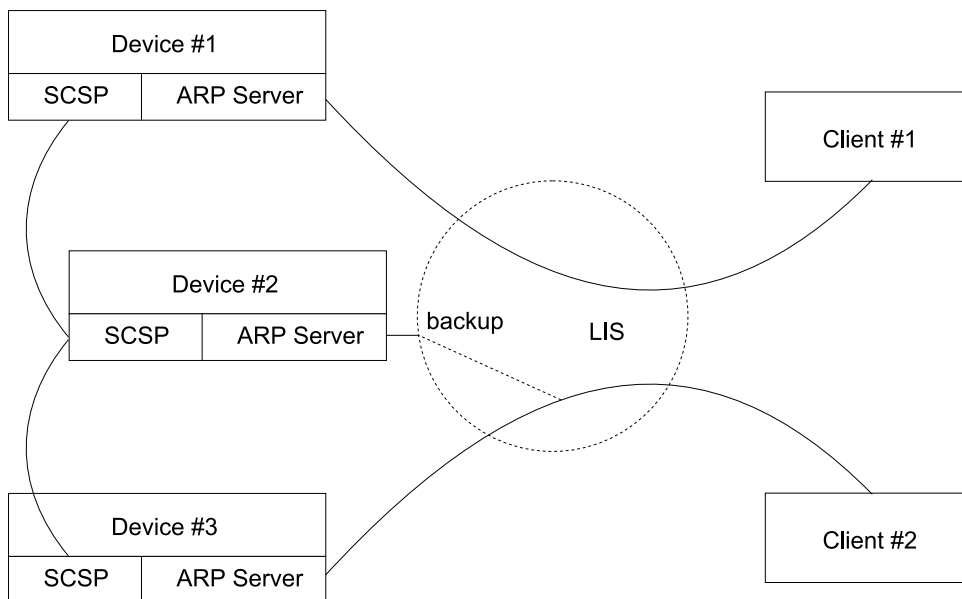 Device #1
SCSP
ARP Server
Client #1
Device #2
SCSP
ARP Server
backup
LIS
Device #3
SCSP
ARP Server
Client #2